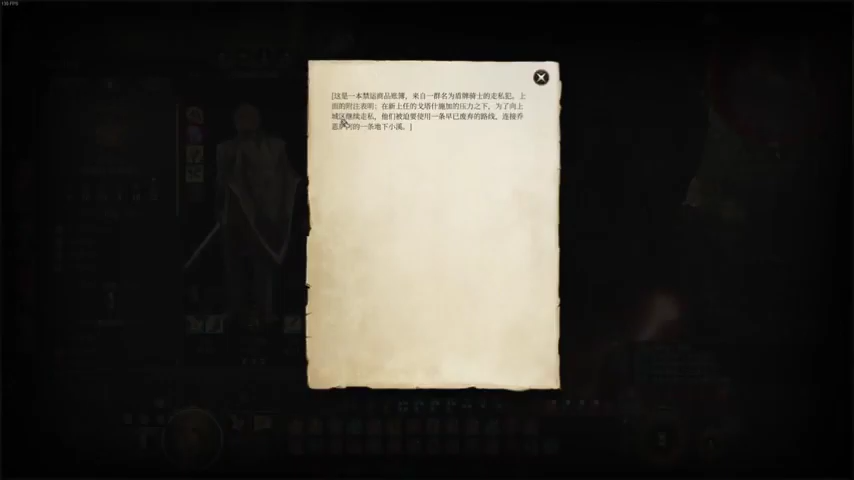 135 FPS
[这是一本禁运商品账簿，来自一群名为盾牌骑士的走私犯。上
面的附注表明：在新上任的戈塔什施加的压力之下，为了向上
城区继续走私，他们被迫要使用一条早已废弃的路线，连接乔
的一条地下小溪。]